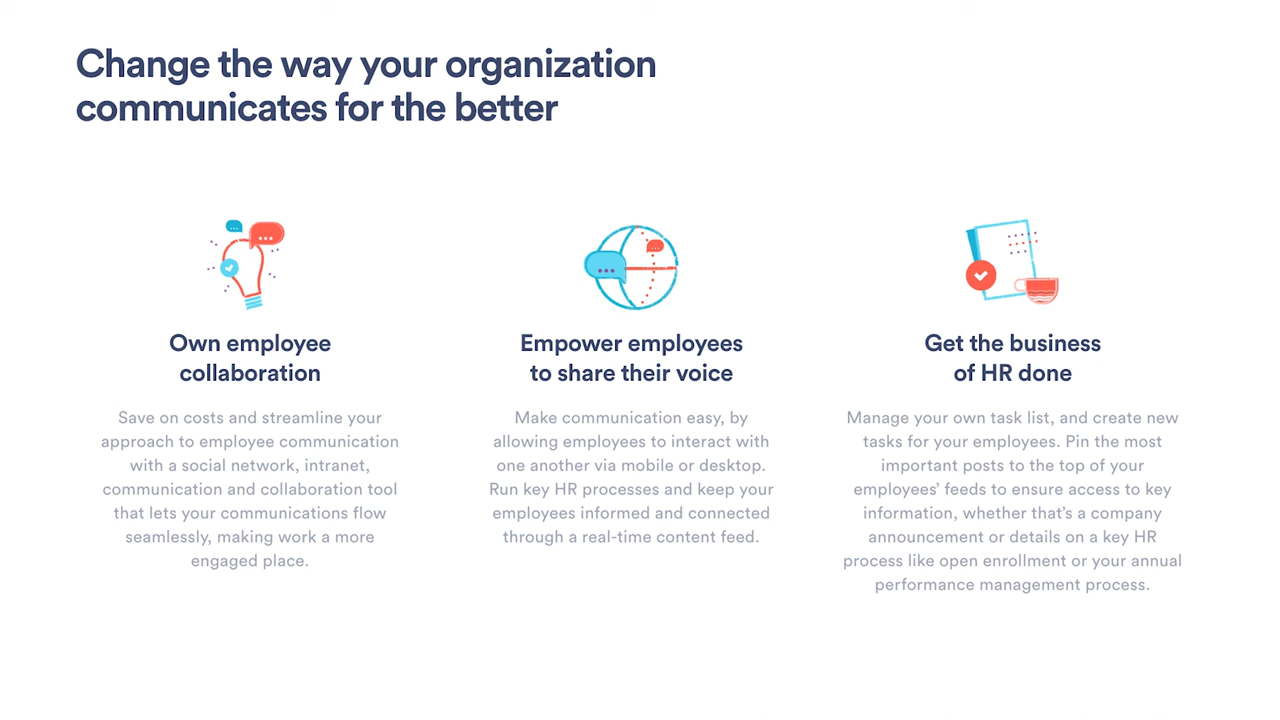 Change the way your organization
communicates for the better
Own employee
collaboration
Save on costs and streamline your
approach to employee communication
with a social network, intranet,
communication and collaboration tool
that lets your communications flow
seamlessly, making work a more
engaged place.
Empower employees
to share their voice
Make communication easy, by
allowing employees to interact with
one another via mobile or desktop.
Run key HR processes and keep your
employees informed and connected
through a real-time content feed.
Get the business
of HR done
Manage your own task list, and create new
tasks for your employees. Pin the most
important posts to the top of your
employees’ feeds to ensure access to key
information, whether that’s a company
announcement or details on a key HR
process like open enrollment or your annual
performance management process.